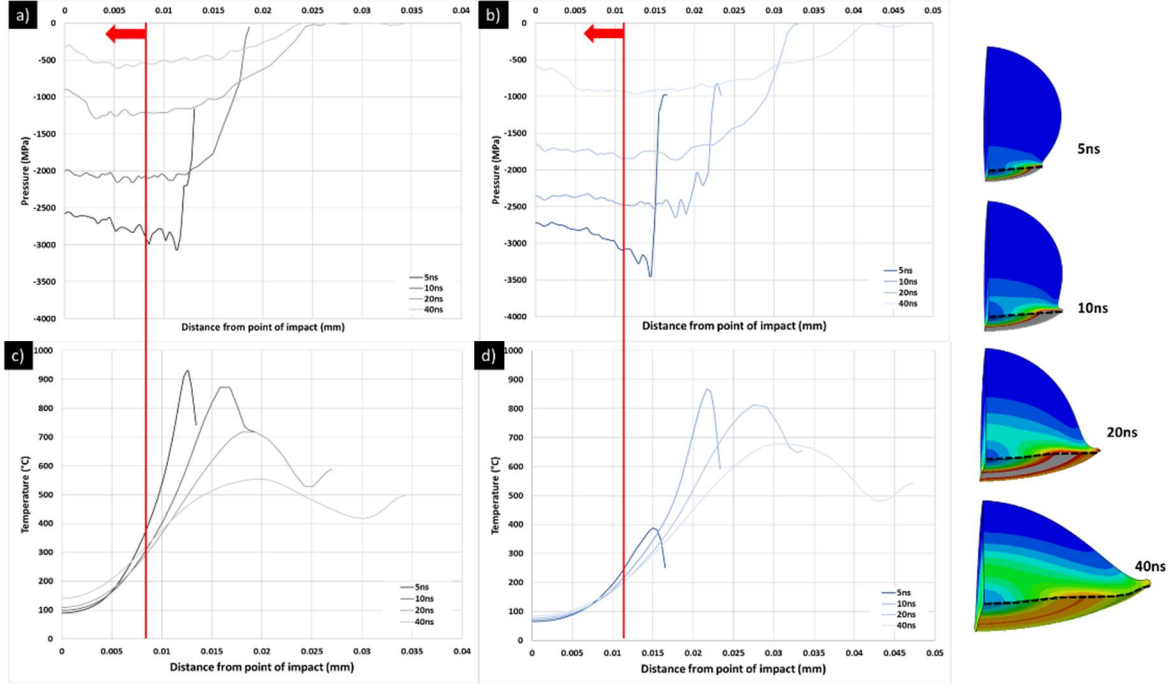 a)
0 0.005 0.01 0.015 0.02 0.025 0.03 0.035 0.04
0
-500
-1000
-1500
-2000
-2500
-3000
-3500
-4000
Pressure (MPa)
5ns
10ns
20ns
40ns
Distance from point of impact (mm)
b)
0 0.005 0.01 0.015 0.02 0.025 0.03 0.035 0.04 0.045 0.05
0
-500
-1000
-1500
-2000
-2500
-3000
-3500
-4000
Pressure (MPa)
5ns
10ns
20ns
40ns
Distance from point of impact (mm)
c)
1000
900
800
700
600
500
400
300
200
100
0
Temperature (°C)
5ns
10ns
20ns
40ns
0 0.005 0.01 0.015 0.02 0.025 0.03 0.035 0.04
Distance from point of impact (mm)
d)
1000
900
800
700
600
500
400
300
200
100
0
Temperature (°C)
5ns
10ns
20ns
40ns
0 0.005 0.01 0.015 0.02 0.025 0.03 0.035 0.04 0.045 0.05
Distance from point of impact (mm)
5ns
10ns
20ns
40ns